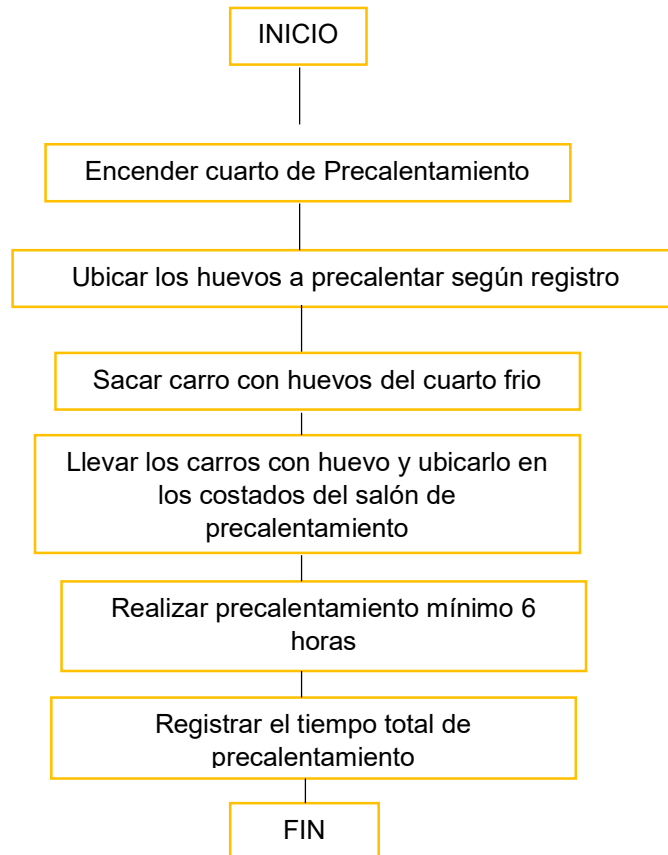 INICIO
Encender cuarto de Precalentamiento
Ubicar los huevos a precalentar según registro
Sacar carro con huevos del cuarto frio
Llevar los carros con huevo y ubicarlo en
los costados del salón de
precalentamiento
Realizar precalentamiento mínimo 6
horas
Registrar el tiempo total de
precalentamiento
FIN